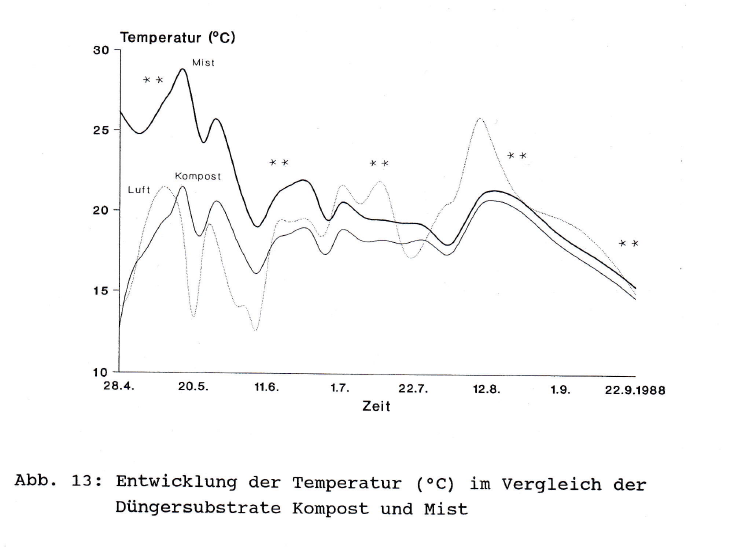 Temperatur (°C)
30
Mist
**
25
**
**
**
Kompost
Luft
20
**
15
10
28.4. 20.5. 11.6. 1.7. 22.7. 12.8. 1.9. 22.9.1988
Zeit
Abb. 13: Entwicklung der Temperatur (°C) im Vergleich der
Düngersubstrate Kompost und Mist